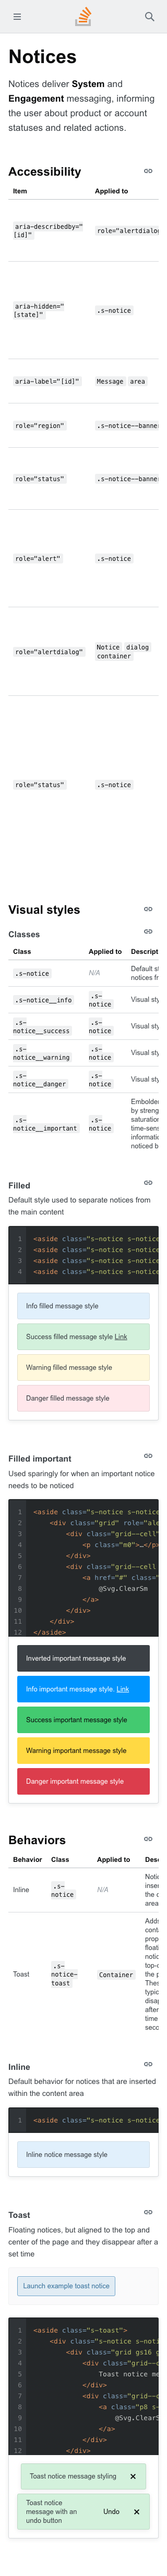 Notices
Notices deliver System and
Engagement messaging, informing
the user about product or account
statuses and related actions.
Accessibility
Item Applied to
aria-describedby="[id]" role="alertdialog
aria-hidden="[state]" .s-notice
aria-label="[id]" Message area
role="region" .s-notice--banner
role="status" .s-notice--banner
role="alert" .s-notice
role="alertdialog" Notice dialog
container
role="status" .s-notice
Visual styles
Classes
Class Applied to Descript
.s-notice N/A Default st
notices fr
.s-notice__info .s-notice Visual sty
.s-notice__success .s-notice Visual sty
.s-notice__warning .s-notice Visual sty
.s-notice__danger .s-notice Visual sty
.s-notice__important .s-notice Embolden
by streng
saturation
time-sens
informatio
noticed b
Filled
Default style used to separate notices from
the main content
1 <aside class="s-notice s-notice
2 <aside class="s-notice s-notice
3 <aside class="s-notice s-notice
4 <aside class="s-notice s-notice
Info filled message style
Success filled message style Link
Warning filled message style
Danger filled message style
Filled important
Used sparingly for when an important notice
needs to be noticed
1 <aside class="s-notice s-notice
2 <div class="grid" role="ale
3 <div class="grid--cell"
4 <p class="m0">…</p>
5 </div>
6 <div class="grid--cell
7 <a href="#" class="
8 @Svg.ClearSm
9 </a>
10 </div>
11 </div>
12 </aside>
Inverted important message style
Info important message style. Link
Success important message style
Warning important message style
Danger important message style
Behaviors
Behavior Class Applied to Desc
Inline .s-notice N/A Notic
inser
the c
area
Toast .s-notice-toast Container Adds
conta
prop
floati
notic
top-c
the p
They
typic
disap
after
time
seco
Inline
Default behavior for notices that are inserted
within the content area
1 <aside class="s-notice s-notice
Inline notice message style
Toast
Floating notices, but aligned to the top and
center of the page and they disappear after a
set time
Launch example toast notice
1 <aside class="s-toast">
2 <div class="s-notice s-noti
3 <div class="grid gs16 g
4 <div class="grid--c
5 Toast notice me
6 </div>
7 <div class="grid--c
8 <a class="p8 s-
9 @Svg.ClearS
10 </a>
11 </div>
12 </div>
Toast notice message styling
Toast notice
message with an
undo button
Undo